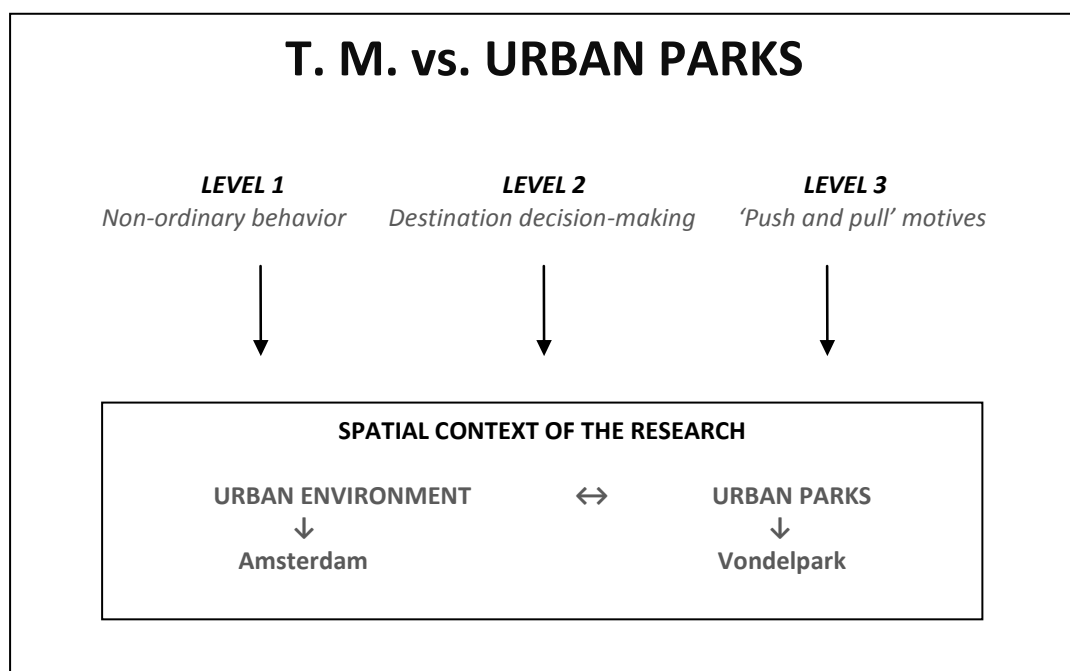 T. M. vs. URBAN PARKS
LEVEL 1 LEVEL 2 LEVEL 3
Non-ordinary behavior Destination decision-making ‘Push and pull’ motives
SPATIAL CONTEXT OF THE RESEARCH
URBAN ENVIRONMENT ↔ URBAN PARKS
↓ ↓
Amsterdam Vondelpark